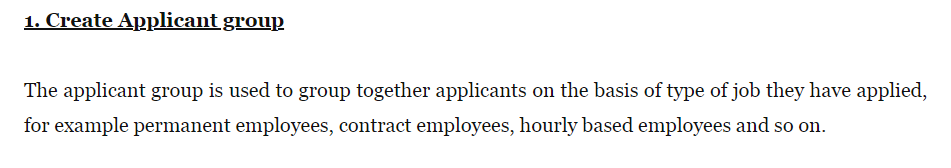 1. Create Applicant group
The applicant group is used to group together applicants on the basis of type of job they have applied,
for example permanent employees, contract employees, hourly based employees and so on.